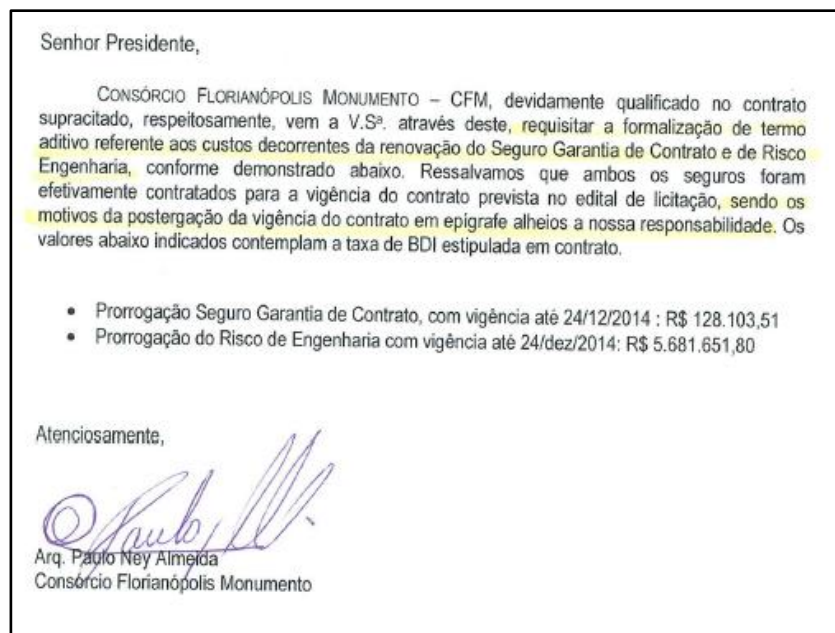 Senhor Presidente,
CONSÓRCIO FLORIANÓPOLIS MONUMENTO – CFM, devidamente qualificado no contrato
supracitado, respeitosamente, vem a V.Sª. através deste, requisitar a formalização de termo
aditivo referente aos custos decorrentes da renovação do Seguro Garantia de Contrato e de Risco
Engenharia, conforme demonstrado abaixo. Ressalvamos que ambos os seguros foram
efetivamente contratados para a vigência do contrato prevista no edital de licitação, sendo os
motivos da postergação da vigência do contrato em epígrafe alheios a nossa responsabilidade. Os
valores abaixo indicados contemplam a taxa de BDI estipulada em contrato.
• Prorrogação Seguro Garantia de Contrato, com vigência até 24/12/2014 : R$ 128.103,51
• Prorrogação do Risco de Engenharia com vigência até 24/dez/2014: R$ 5.681.651,80
Atenciosamente,
Paulo
Arq. Paulo Ney Almeida
Consórcio Florianópolis Monumento